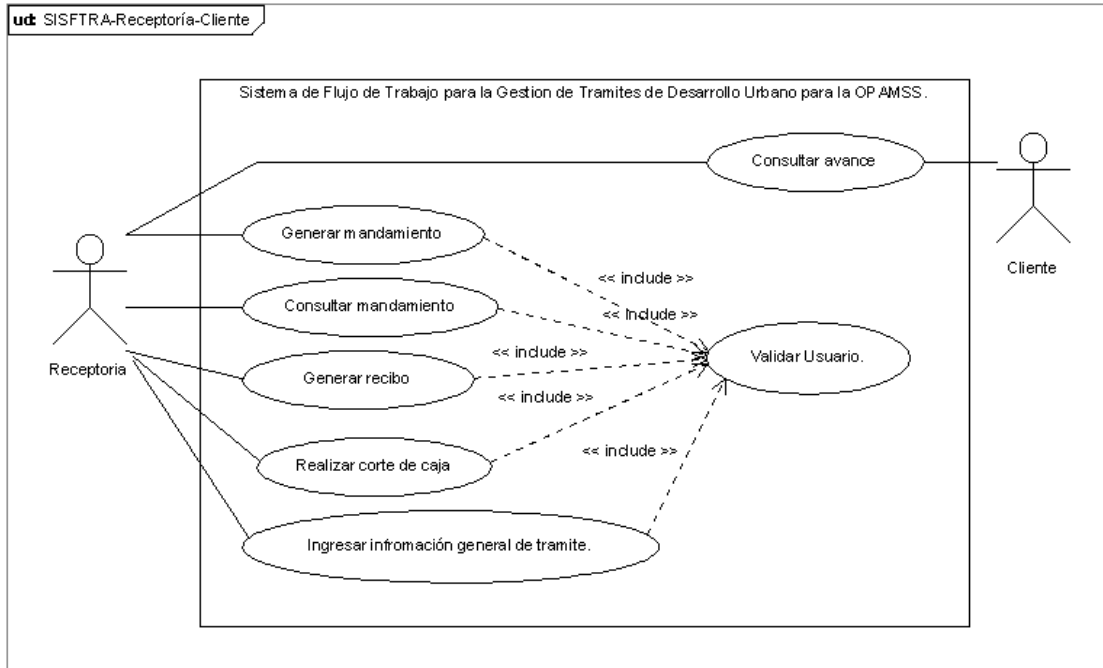 ud: SISFTRA-Receptoría-Cliente
Sistema de Flujo de Trabajo para la Gestion de Tramites de Desarrollo Urbano para la OPAMSS.
Consultar avance
Generar mandamiento
Cliente
<< include >>
Consultar mandamiento
<< Include >>
Validar Usuario.
<< include >>
Receptoria
Generar recibo
<< include >>
<< include >>
Realizar corte de caja
Ingresar infromación general de tramite.